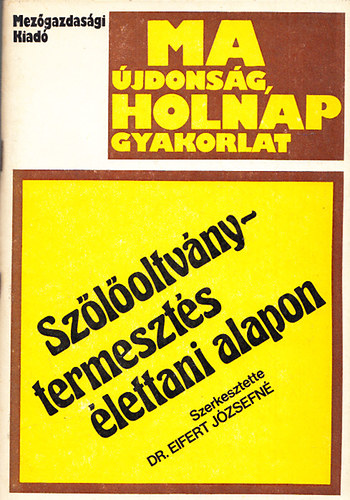 Mezőgazdasági
Kiadó
MA
ÚJDONSÁG,
HOLNAP
GYAKORLAT
Szőlőoltvány-
termesztés
élettani alapon
Szerkesztette
DR. EIFERT JÓZSEFNÉ